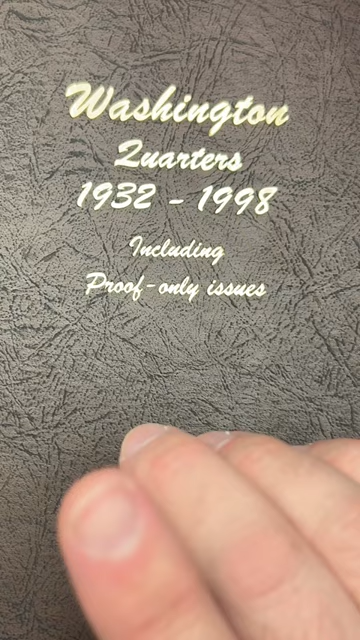 Washington
Quarters
1932 - 1998
Including
Proof-only issues